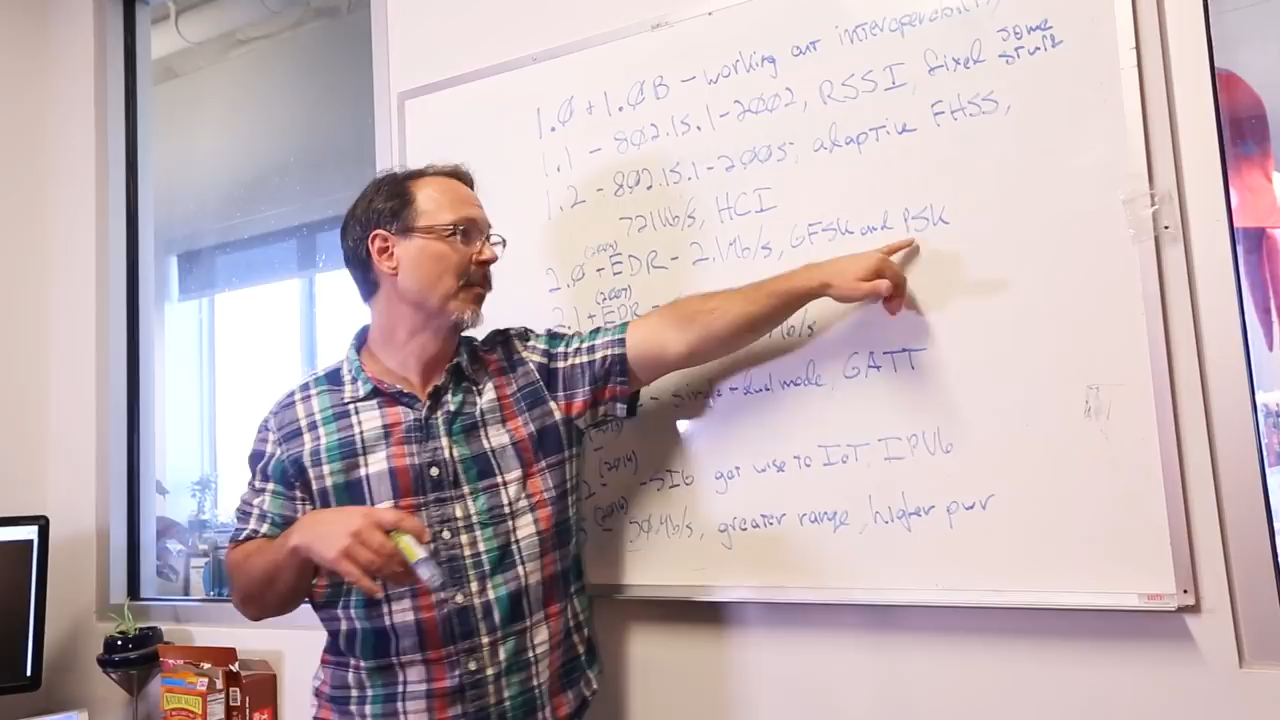 1.0 + 1.0B - working out interoperability,
1.1 - 802.15.1-2002, RSSI, fixed some stuff
1.2 - 802.15.1-2005; adaptive FHSS,
721kb/s, HCI
(2004)
2.0 + EDR - 2.1Mb/s, GFSK and PSK
(2007)
2.1 + EDR -
Mb/s
- single + dual mode, GATT
(2014)
- SIG got wise to IoT, IPV6
(2016)
50Mb/s, greater range, higher pwr
NATURE VALLEY